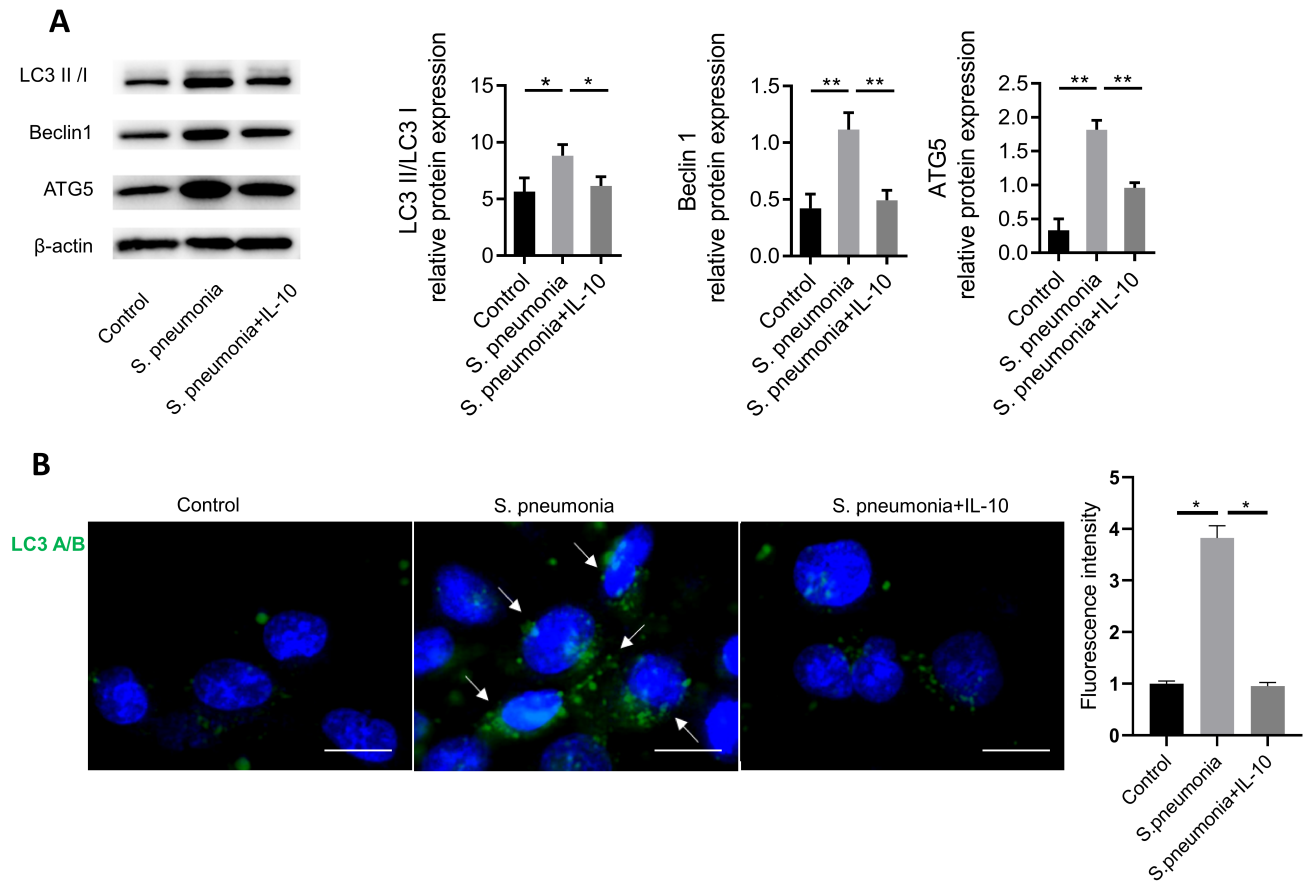 A
LC3 II /I
Beclin1
ATG5
β-actin
Control
S. pneumonia
S. pneumonia+IL-10
LC3 II/LC3 I
relative protein expression
15
10
5
0
*
*
Control
S. pneumonia
S. pneumonia+IL-10
Beclin 1
relative protein expression
1.5
1.0
0.5
0.0
**
**
Control
S. pneumonia
S. pneumonia+IL-10
ATG5
relative protein expression
2.5
2.0
1.5
1.0
0.5
0.0
**
**
Control
S. pneumonia
S. pneumonia+IL-10
B
LC3 A/B
Control
S. pneumonia
S. pneumonia+IL-10
Fluorescence intensity
5
4
3
2
1
0
*
*
Control
S.pneumonia
S.pneumonia+IL-10